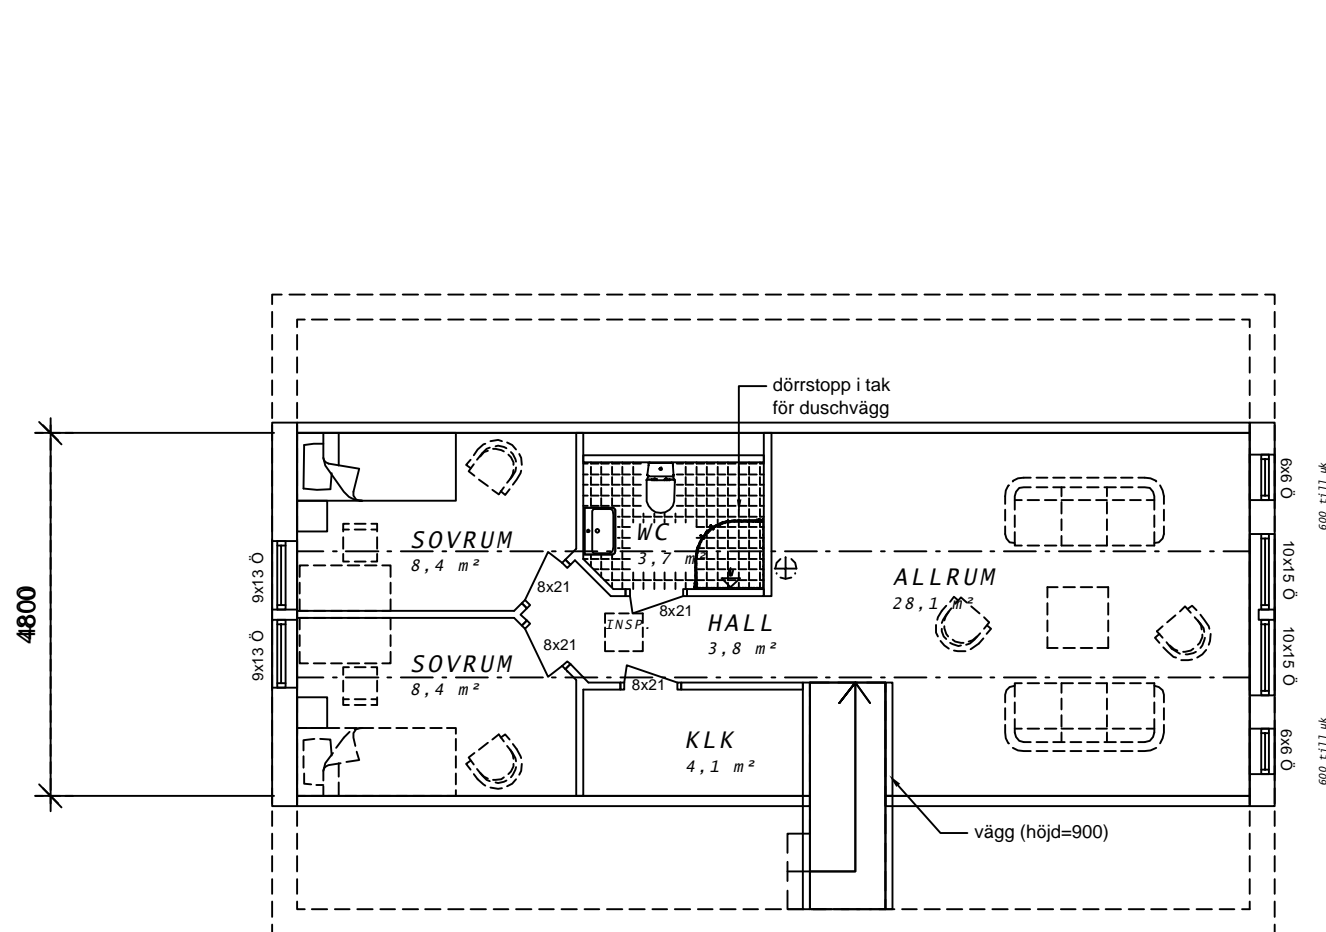 dörrstopp i tak
för duschvägg
6x6 Ö
600 till uk
SOVRUM
8,4 m²
WC
3,7 m²
9x13 Ö
10x15 Ö
ALLRUM
28,1 m²
8x21
8x21
INSP.
HALL
3,8 m²
4800
9x13 Ö
8x21
10x15 Ö
SOVRUM
8,4 m²
8x21
KLK
4,1 m²
6x6 Ö
600 till uk
vägg (höjd=900)